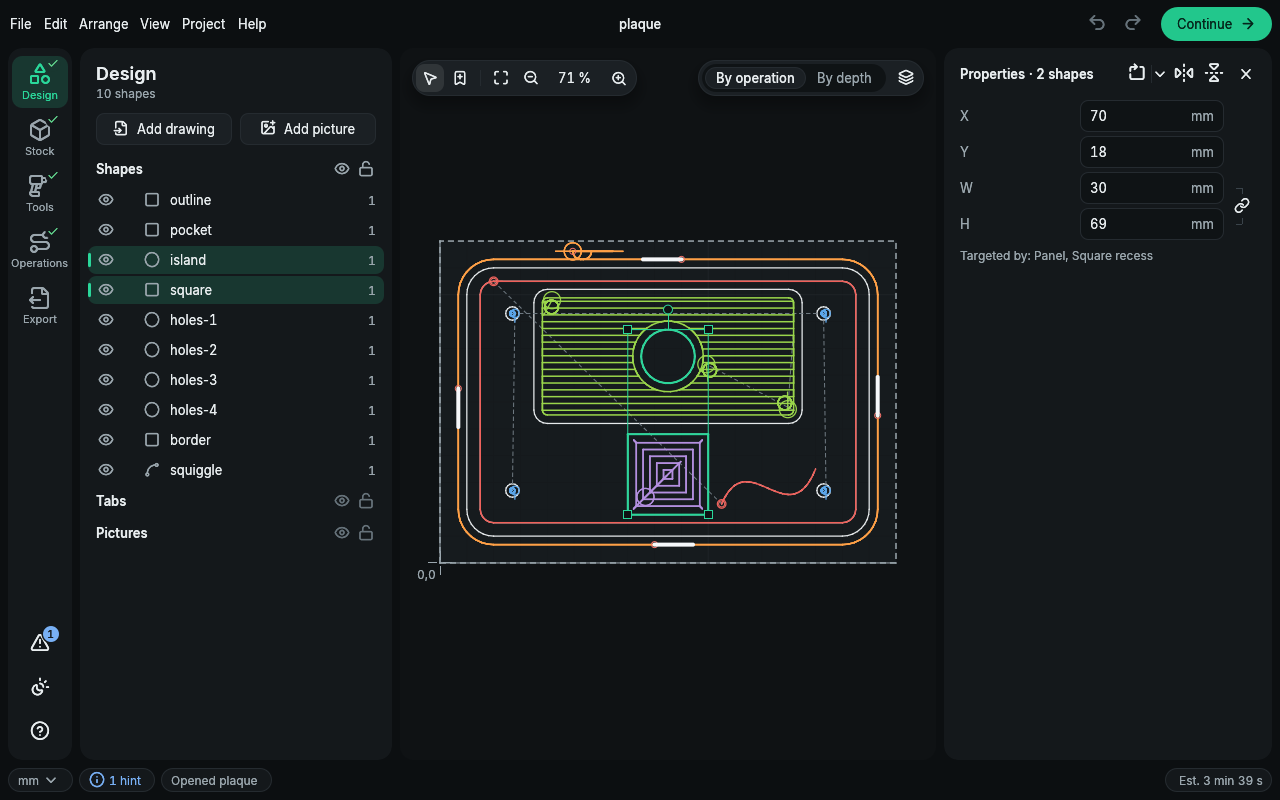 File Edit Arrange View Project Help
plaque
Continue
Design
Stock
Tools
Operations
Export
1
Design
10 shapes
Add drawing
Add picture
Shapes
outline 1
pocket 1
island 1
square 1
holes-1 1
holes-2 1
holes-3 1
holes-4 1
border 1
squiggle 1
Tabs
Pictures
71 %
By operation
By depth
0,0
Properties · 2 shapes
X 70 mm
Y 18 mm
W 30 mm
H 69 mm
Targeted by: Panel, Square recess
mm
1 hint
Opened plaque
Est. 3 min 39 s